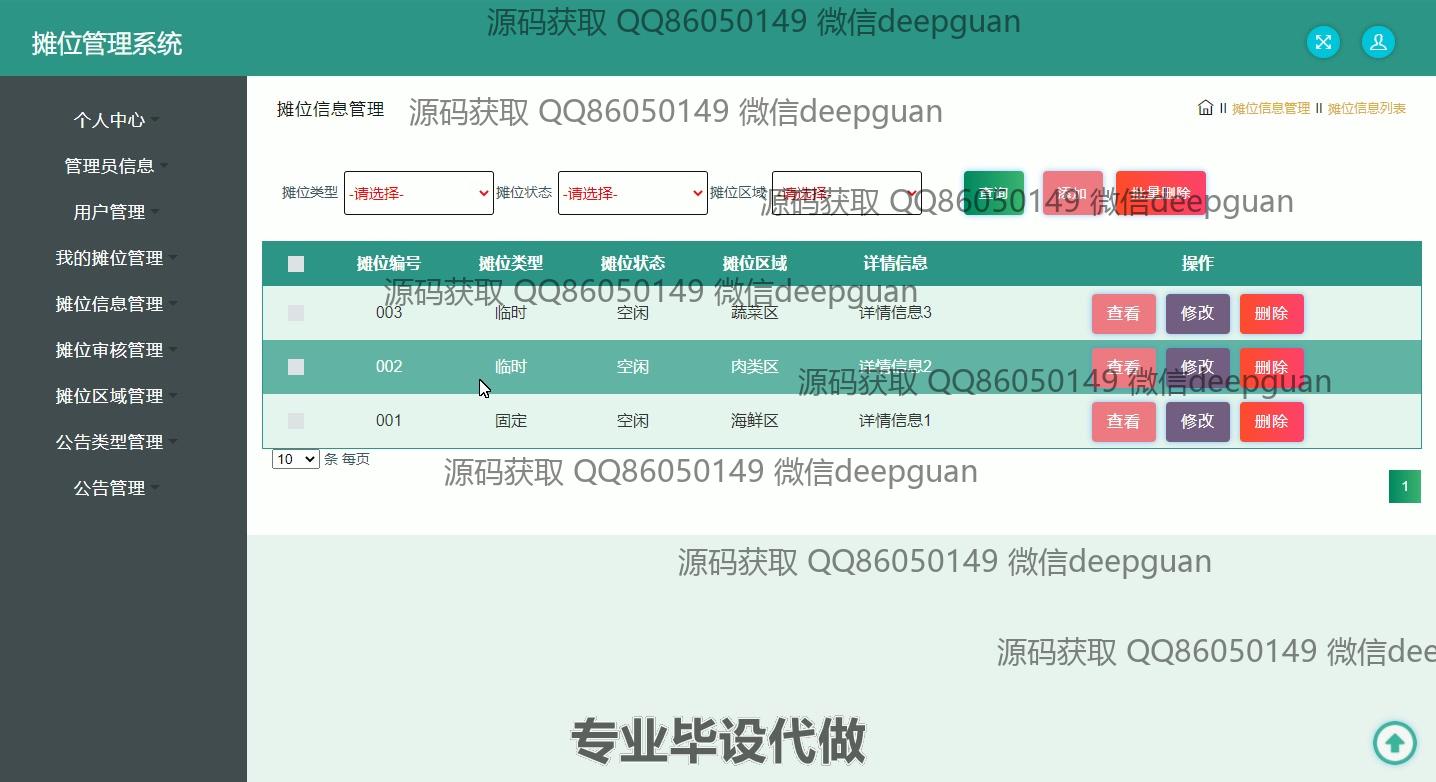 源码获取 QQ86050149 微信deepguan
摊位管理系统
个人中心
管理员信息
用户管理
我的摊位管理
摊位信息管理
摊位审核管理
摊位区域管理
公告类型管理
公告管理
摊位信息管理
源码获取 QQ86050149 微信deepguan
II 摊位信息管理 II 摊位信息列表
摊位类型 -请选择- 摊位状态 -请选择- 摊位区域 -请选择- 查询 添加 批量删除
源码获取 QQ86050149 微信deepguan
摊位编号 摊位类型 摊位状态 摊位区域 详情信息 操作
源码获取 QQ86050149 微信deepguan
003 临时 空闲 蔬菜区 详情信息3 查看 修改 删除
002 临时 空闲 肉类区 详情信息2 查看 修改 删除
源码获取 QQ86050149 微信deepguan
001 固定 空闲 海鲜区 详情信息1 查看 修改 删除
10 条 每页
源码获取 QQ86050149 微信deepguan
1
源码获取 QQ86050149 微信deepguan
源码获取 QQ86050149 微信dee
专业毕设代做